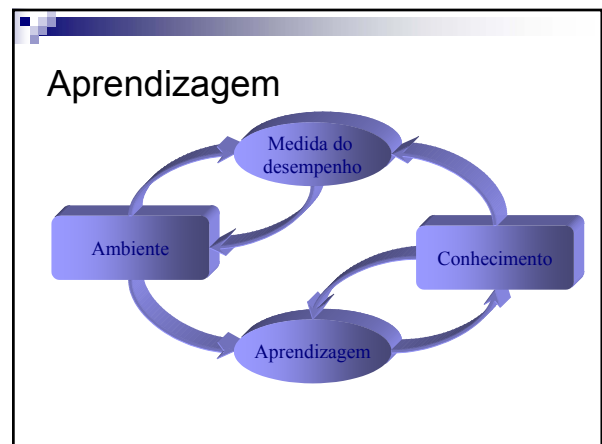 Aprendizagem
Medida do
desempenho
Ambiente
Conhecimento
Aprendizagem